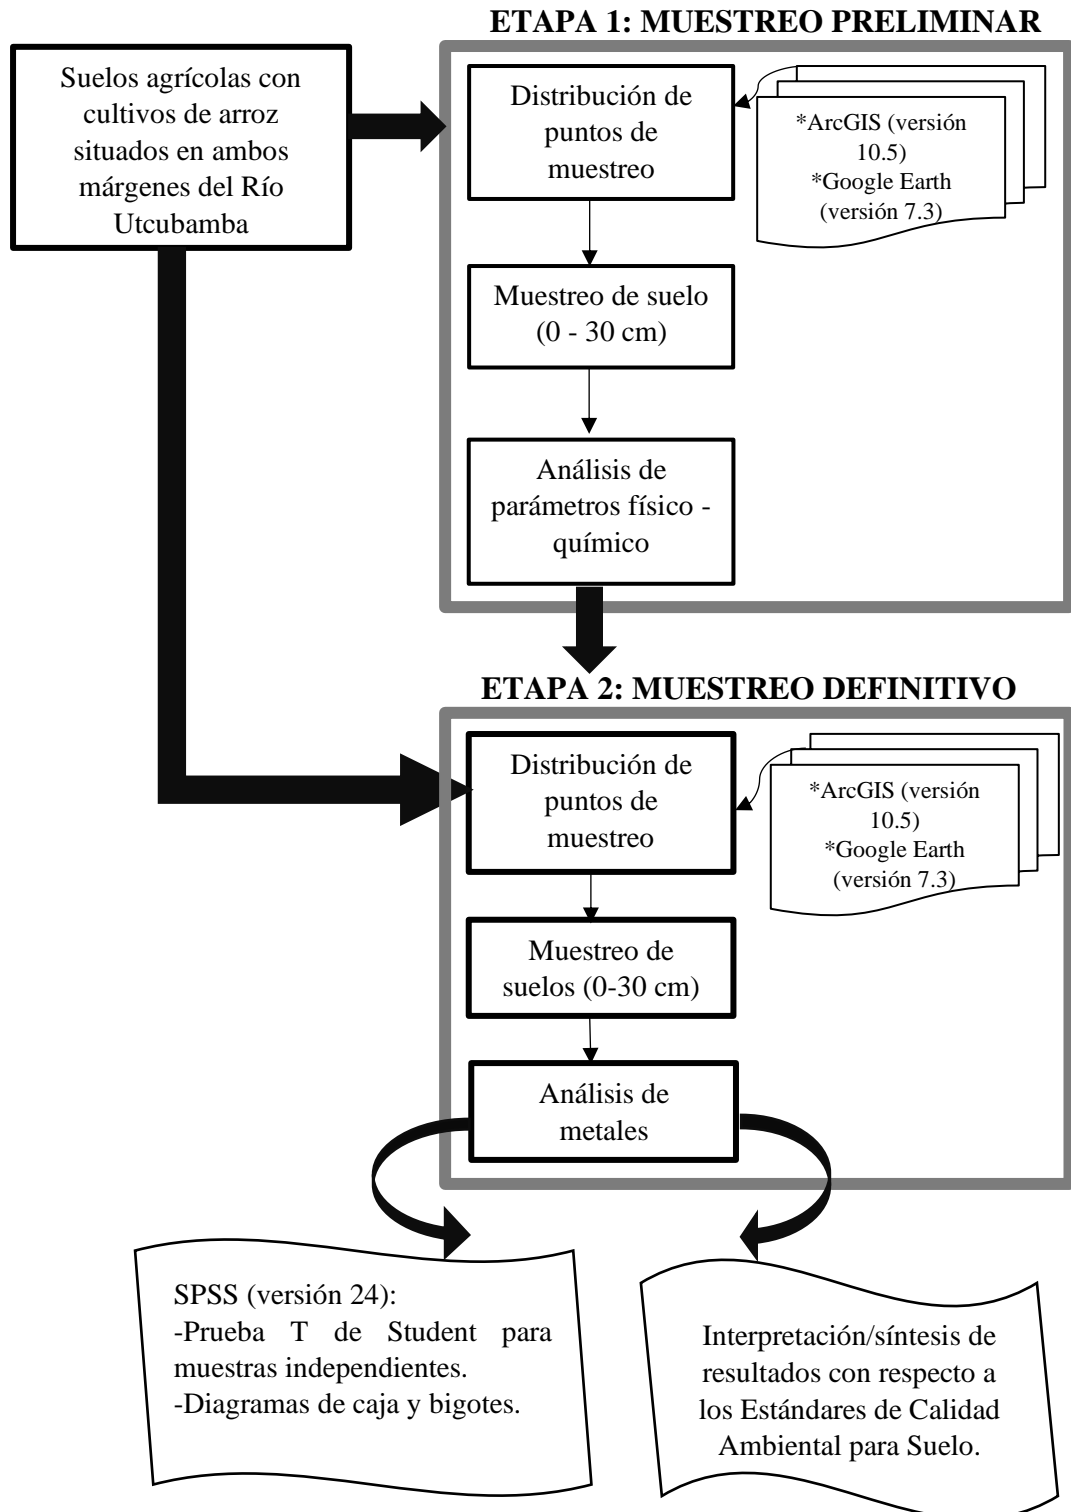 ETAPA 1: MUESTREO PRELIMINAR
Suelos agrícolas con
cultivos de arroz
situados en ambos
márgenes del Río
Utcubamba
Distribución de
puntos de
muestreo
*ArcGIS (versión
10.5)
*Google Earth
(versión 7.3)
Muestreo de suelo
(0 - 30 cm)
Análisis de
parámetros físico -
químico
ETAPA 2: MUESTREO DEFINITIVO
Distribución de
puntos de
muestreo
*ArcGIS (versión
10.5)
*Google Earth
(versión 7.3)
Muestreo de
suelos (0-30 cm)
Análisis de
metales
SPSS (versión 24):
-Prueba T de Student para
muestras independientes.
-Diagramas de caja y bigotes.
Interpretación/síntesis de
resultados con respecto a
los Estándares de Calidad
Ambiental para Suelo.